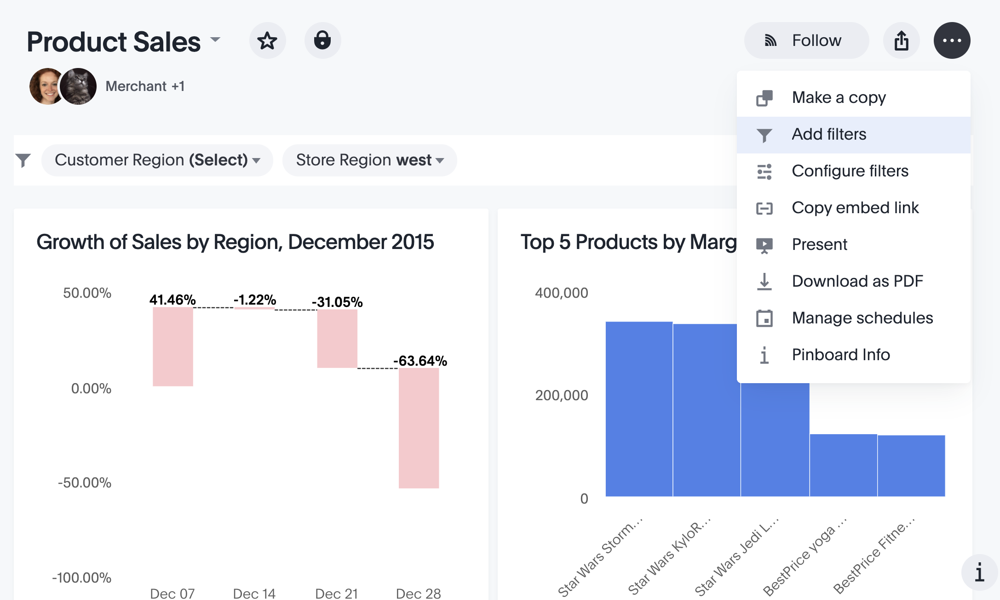 Product Sales
Follow
Merchant +1
Make a copy
Add filters
Configure filters
Copy embed link
Present
Download as PDF
Manage schedules
Pinboard Info
Customer Region (Select)
Store Region west
Growth of Sales by Region, December 2015
50.00%
0.00%
-50.00%
-100.00%
41.46%
-1.22%
-31.05%
-63.64%
Dec 07
Dec 14
Dec 21
Dec 28
Top 5 Products by Marg
400,000
200,000
0
Star Wars Storm...
Star Wars KyloR...
Star Wars Jedi L...
BestPrice yoga ...
BestPrice Fitne...
i